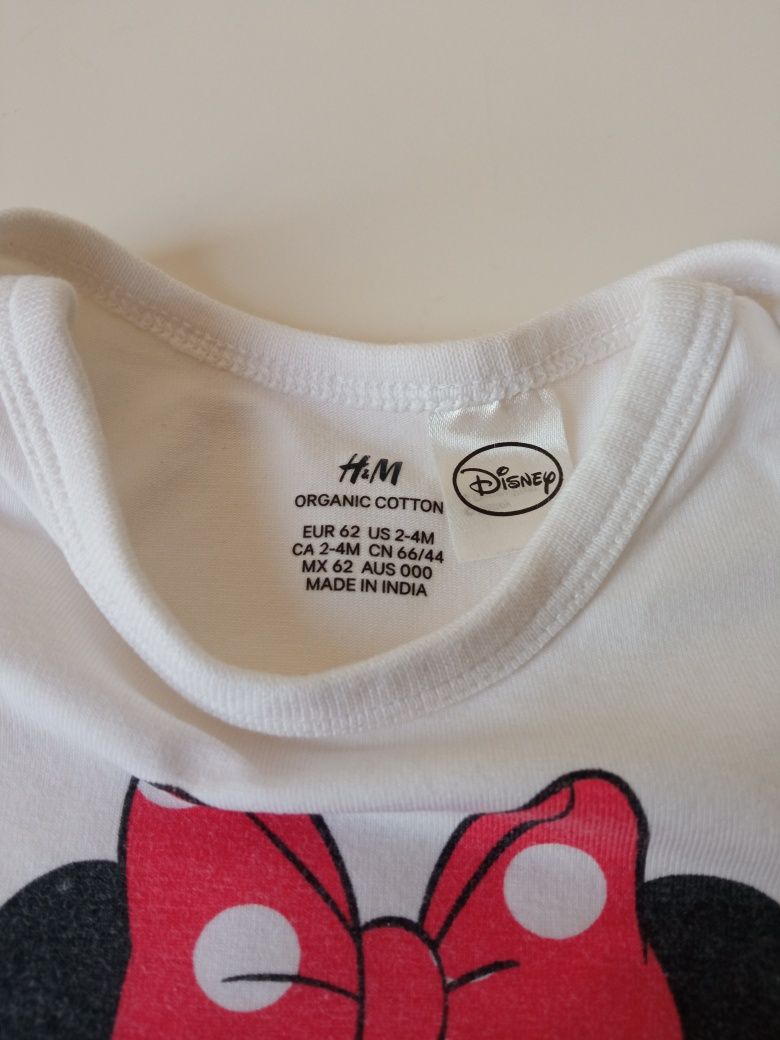 H&M
ORGANIC COTTON
EUR 62 US 2-4M
CA 2-4M CN 66/44
MX 62 AUS 000
MADE IN INDIA
Disney